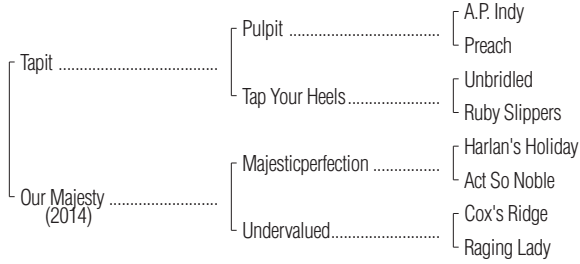 A.P. Indy
Pulpit
Preach
Tapit
Unbridled
Tap Your Heels
Ruby Slippers
Harlan's Holiday
Majesticperfection
Act So Noble
Our Majesty
(2014)
Cox's Ridge
Undervalued
Raging Lady